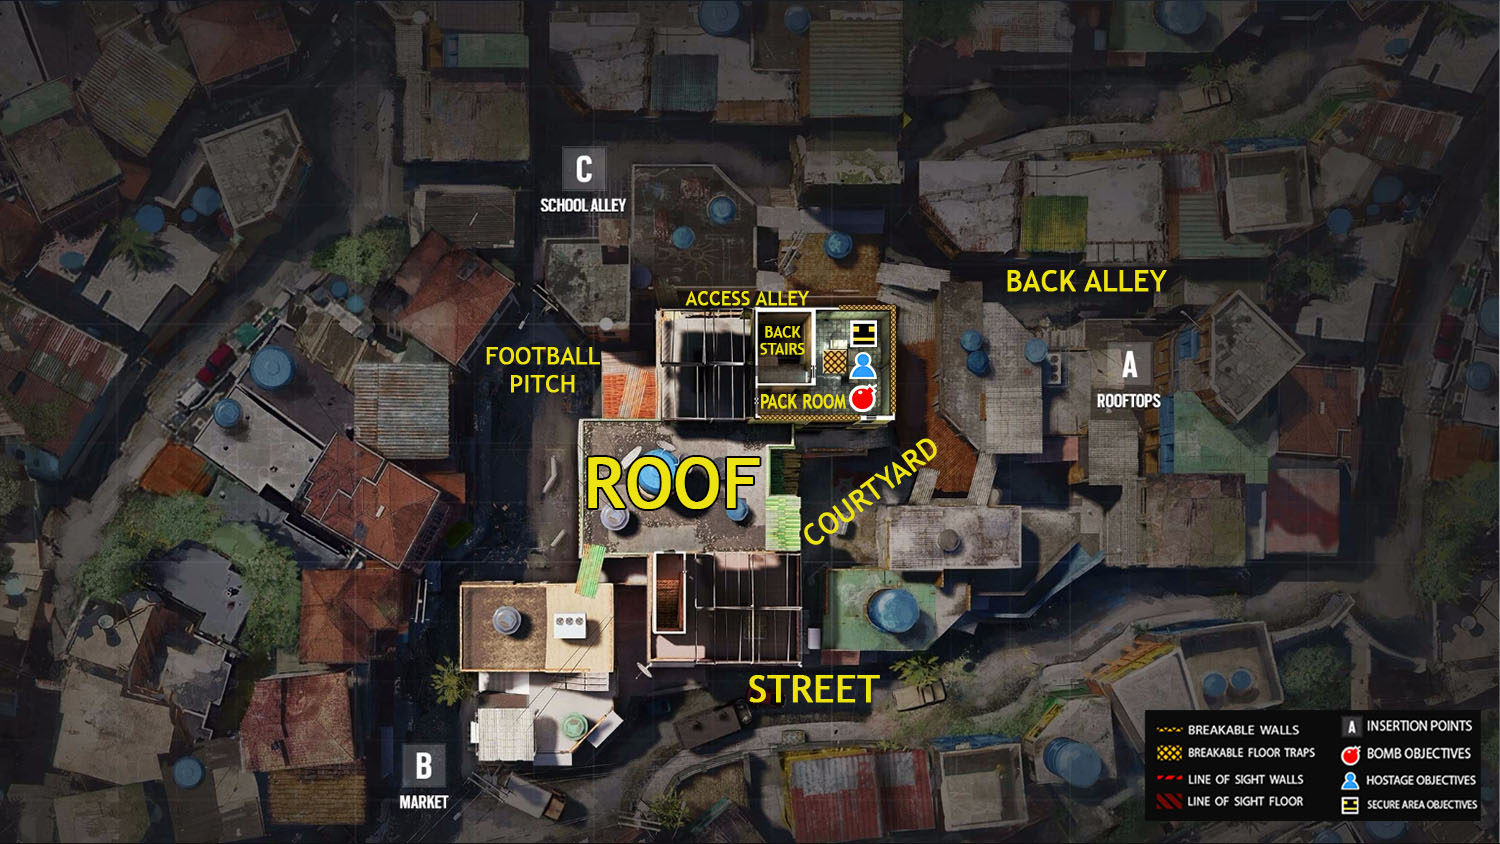 C
SCHOOL ALLEY
BACK ALLEY
ACCESS ALLEY
BACK
STAIRS
FOOTBALL
PITCH
A
ROOFTOPS
PACK ROOM
ROOF
COURTYARD
STREET
B
MARKET
BREAKABLE WALLS
BREAKABLE FLOOR TRAPS
LINE OF SIGHT WALLS
LINE OF SIGHT FLOOR
A INSERTION POINTS
BOMB OBJECTIVES
HOSTAGE OBJECTIVES
SECURE AREA OBJECTIVES